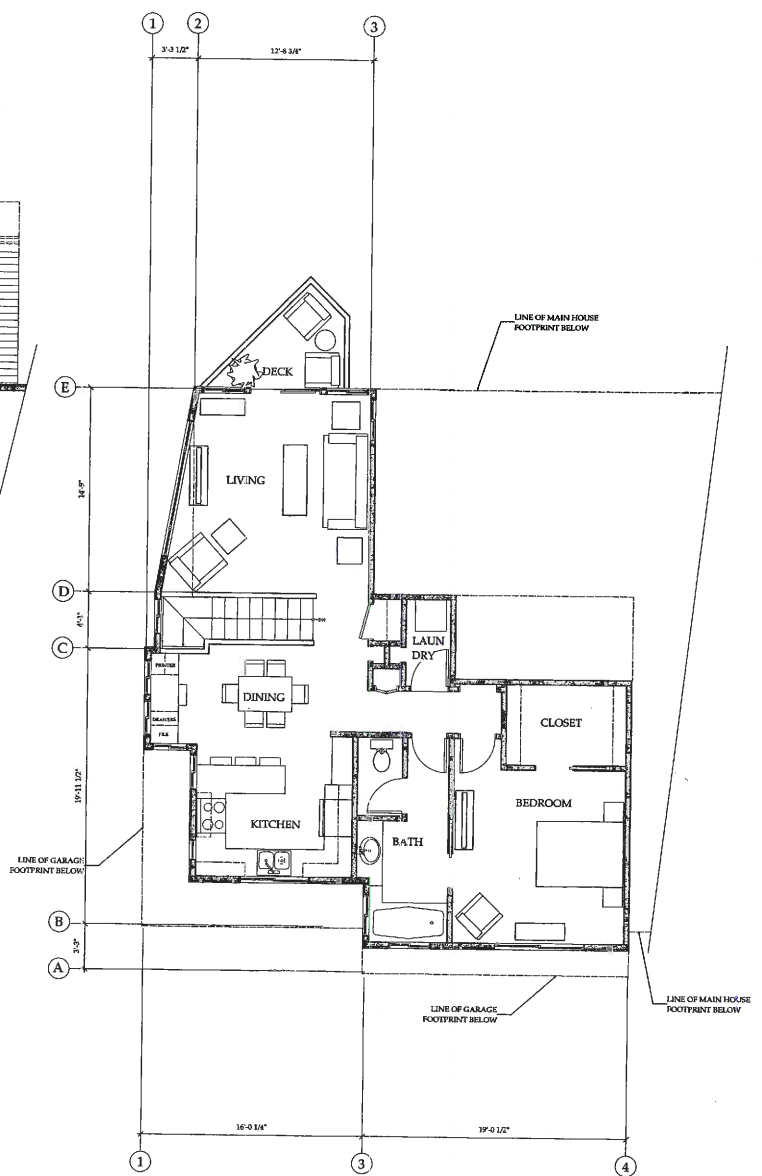 1
2
3
3'-3 1/2"
12'-8 3/4"
LINE OF MAIN HOUSE
FOOTPRINT BELOW
DECK
E
LIVING
14'-9"
D
DN
LAUN
DRY
C
PRINTER
DINING
DRAWERS
FILE
CLOSET
BEDROOM
19'-11 1/2"
KITCHEN
BATH
LINE OF GARAGE
FOOTPRINT BELOW
B
3'-3"
A
LINE OF GARAGE
FOOTPRINT BELOW
LINE OF MAIN HOUSE
FOOTPRINT BELOW
16'-0 1/4"
19'-0 1/2"
1
3
4